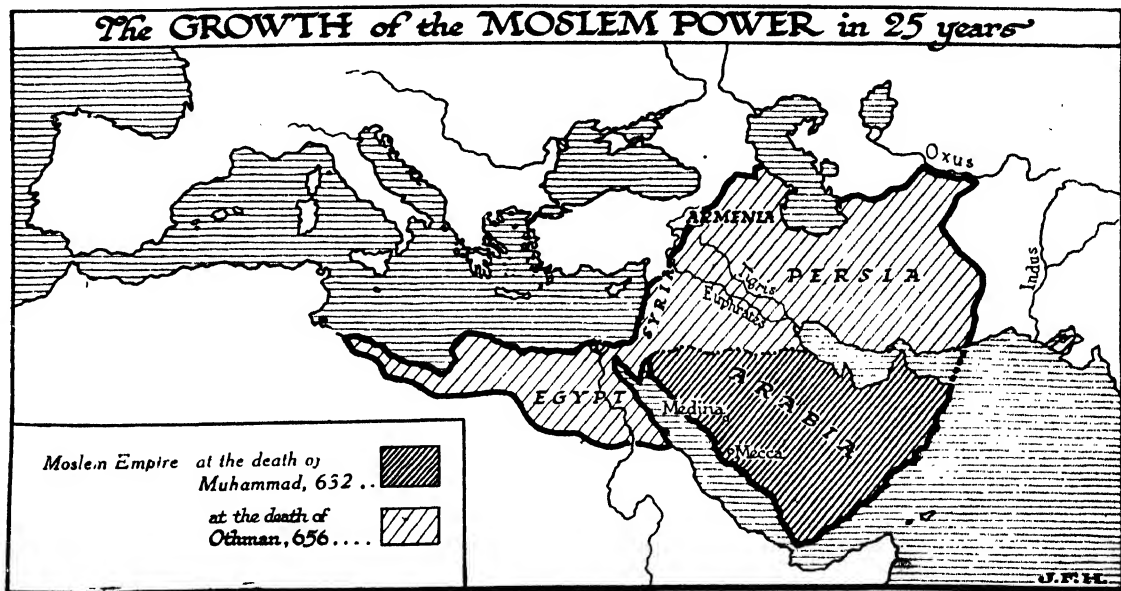 The GROWTH of the MOSLEM POWER in 25 years
Oxus
ARMENIA
Tigris
PERSIA
Indus
Euphrates
SYRIA
ARABIA
EGYPT
Medina
Mecca
Moslem Empire at the death of
Muhammad, 632 ..
at the death of
Othman, 656 ....
J.F.H.